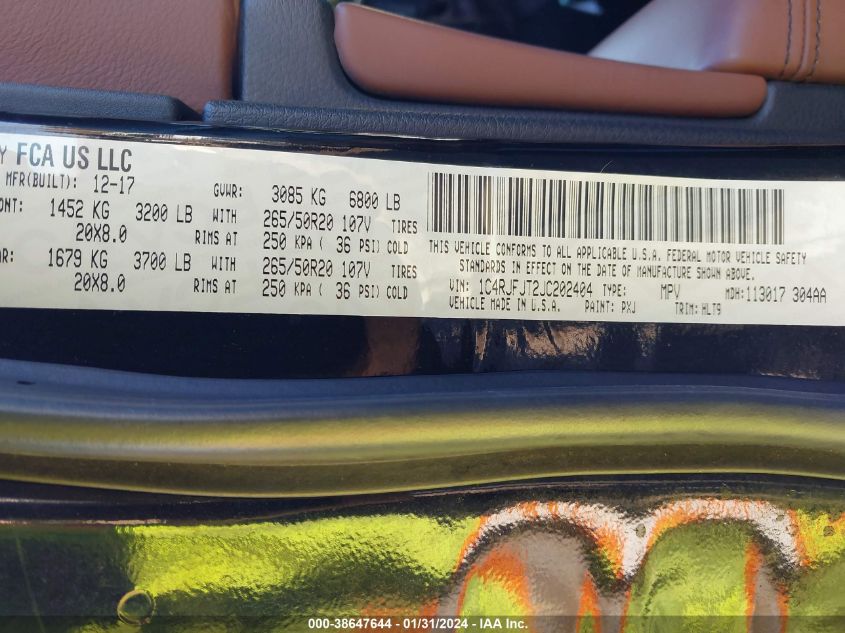 Y FCA US LLC
MFR(BUILT): 12-17 GVWR: 3085 KG 6800 LB
ONT: 1452 KG 3200 LB WITH 265/50R20 107V TIRES
20X8.0 RIMS AT 250 KPA ( 36 PSI) COLD
AR: 1679 KG 3700 LB WITH 265/50R20 107V TIRES
20X8.0 RIMS AT 250 KPA ( 36 PSI) COLD
THIS VEHICLE CONFORMS TO ALL APPLICABLE U.S.A. FEDERAL MOTOR VEHICLE SAFETY
STANDARDS IN EFFECT ON THE DATE OF MANUFACTURE SHOWN ABOVE.
VIN: 1C4RJFJT2JC202404 TYPE: MPV MDH:113017 304AA
VEHICLE MADE IN U.S.A. PAINT: PXJ TRIM: HLT9
000-38647644 - 01/31/2024 - IAA Inc.